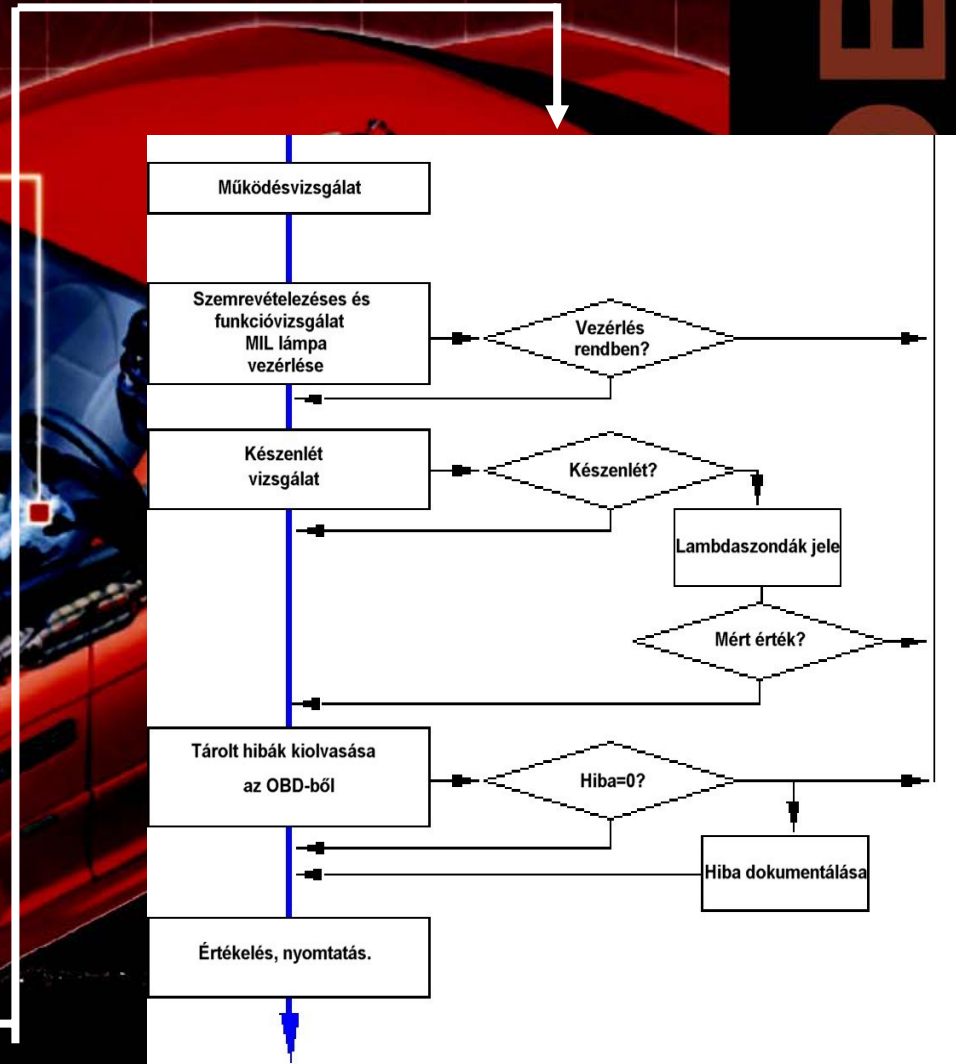 Működésvizsgálat
Szemrevételezéses és
funkcióvizsgálat
MIL lámpa
vezérlése
Vezérlés
rendben?
Készenlét
vizsgálat
Készenlét?
Lambdaszondák jele
Mért érték?
Tárolt hibák kiolvasása
az OBD-ből
Hiba=0?
Hiba dokumentálása
Értékelés, nyomtatás.